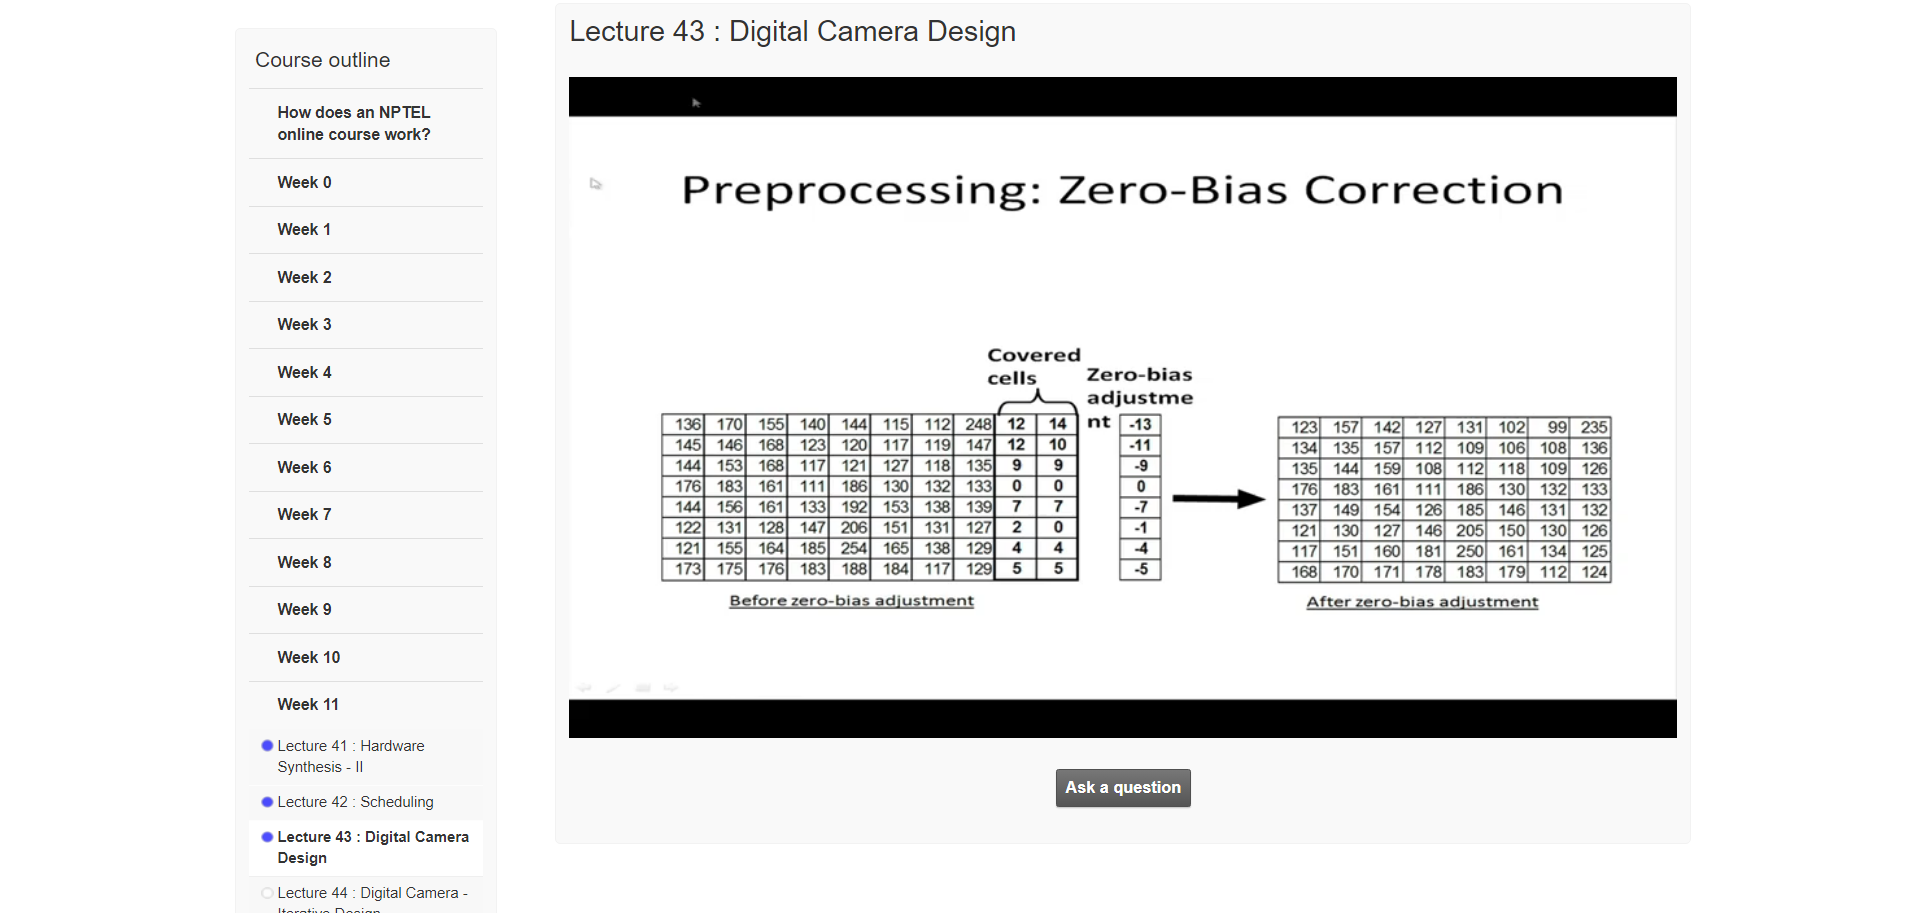 Course outline
How does an NPTEL
online course work?
Week 0
Week 1
Week 2
Week 3
Week 4
Week 5
Week 6
Week 7
Week 8
Week 9
Week 10
Week 11
Lecture 41 : Hardware
Synthesis - II
Lecture 42 : Scheduling
Lecture 43 : Digital Camera
Design
Lecture 44 : Digital Camera -
Iterative Design
Lecture 43 : Digital Camera Design
Preprocessing: Zero-Bias Correction
Covered
cells
Zero-bias
adjustme
nt
136 170 155 140 144 115 112 248 12 14
145 146 168 123 120 117 119 147 12 10
144 153 168 117 121 127 118 135 9 9
176 183 161 111 186 130 132 133 0 0
144 156 161 133 192 153 138 139 7 7
122 131 128 147 206 151 131 127 2 0
121 155 164 185 254 165 138 129 4 4
173 175 176 183 188 184 117 129 5 5
Before zero-bias adjustment
-13
-11
-9
0
-7
-1
-4
-5
123 157 142 127 131 102 99 235
134 135 157 112 109 106 108 136
135 144 159 108 112 118 109 126
176 183 161 111 186 130 132 133
137 149 154 126 185 146 131 132
121 130 127 146 205 150 130 126
117 151 160 181 250 161 134 125
168 170 171 178 183 179 112 124
After zero-bias adjustment
Ask a question